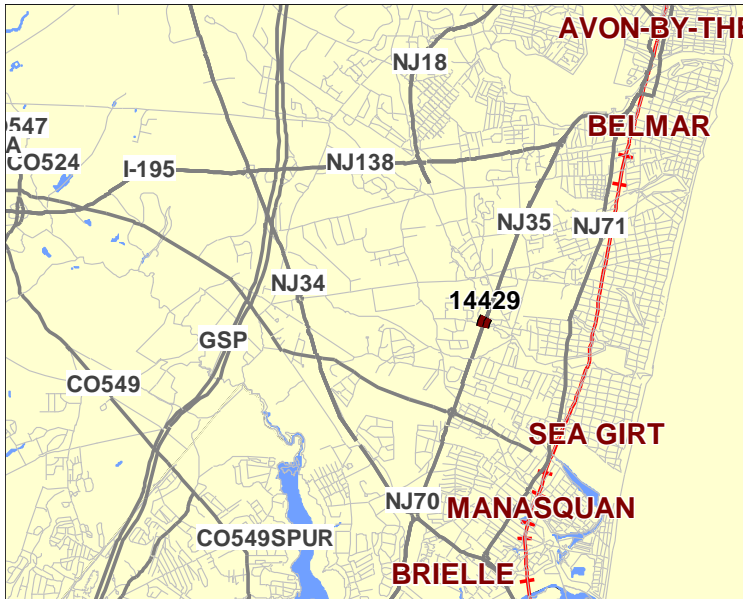 AVON-BY-THE
NJ18
BELMAR
547
A
CO524
I-195
NJ138
NJ35
NJ71
NJ34
14429
GSP
CO549
SEA GIRT
NJ70
MANASQUAN
CO549SPUR
BRIELLE